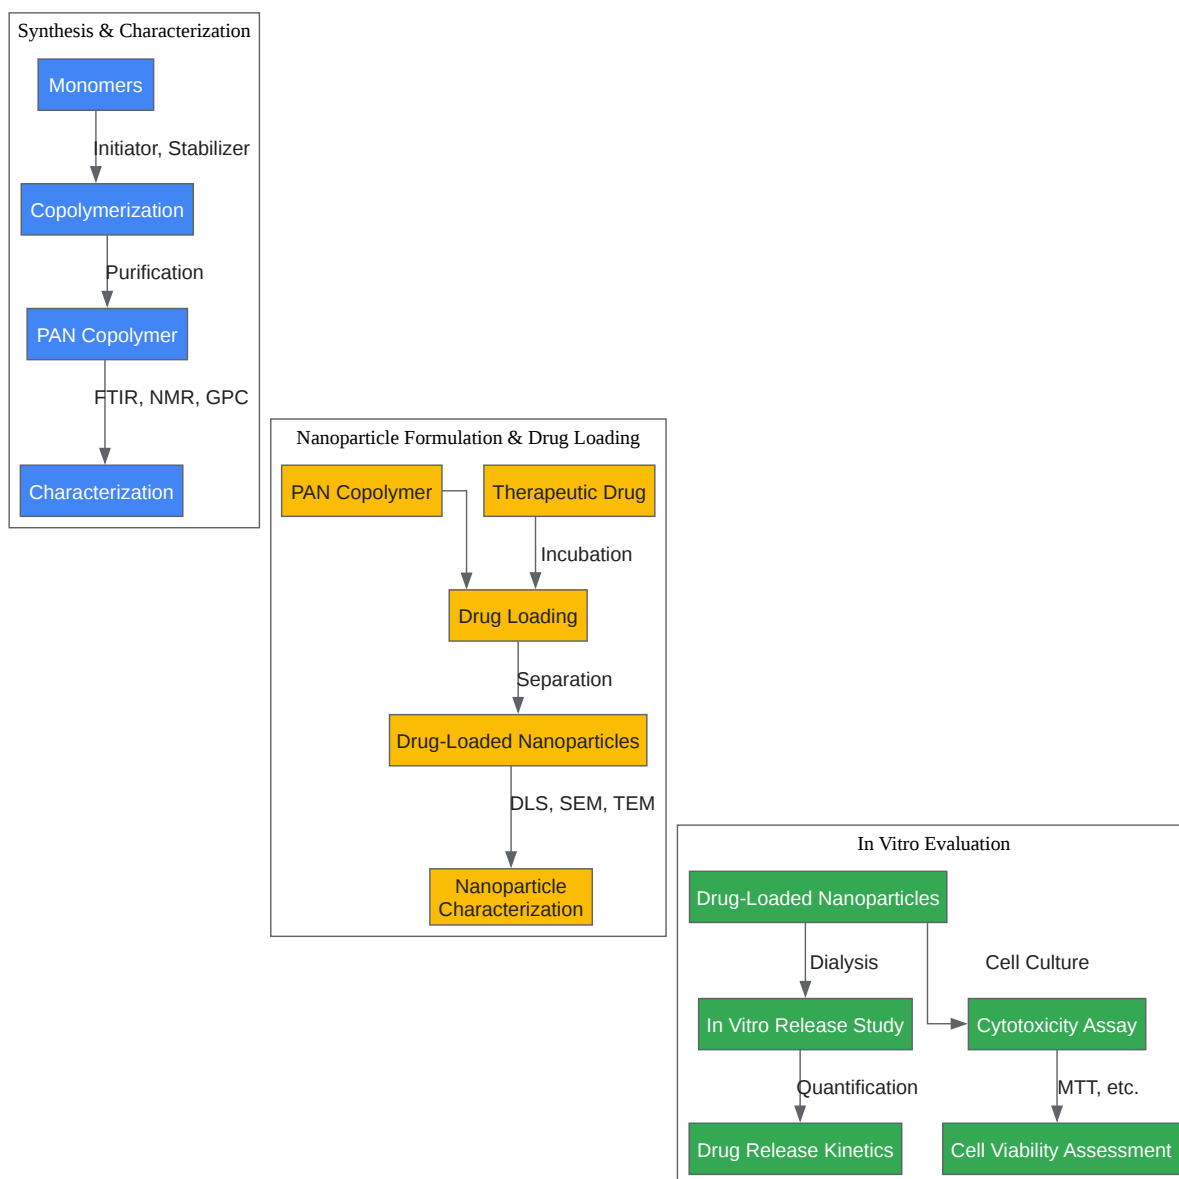 Synthesis & Characterization
Monomers
Initiator, Stabilizer
Copolymerization
Purification
PAN Copolymer
FTIR, NMR, GPC
Characterization
Nanoparticle Formulation & Drug Loading
PAN Copolymer
Therapeutic Drug
Incubation
Drug Loading
Separation
Drug-Loaded Nanoparticles
DLS, SEM, TEM
Nanoparticle
Characterization
In Vitro Evaluation
Drug-Loaded Nanoparticles
Dialysis
Cell Culture
In Vitro Release Study
Cytotoxicity Assay
Quantification
MTT, etc.
Drug Release Kinetics
Cell Viability Assessment